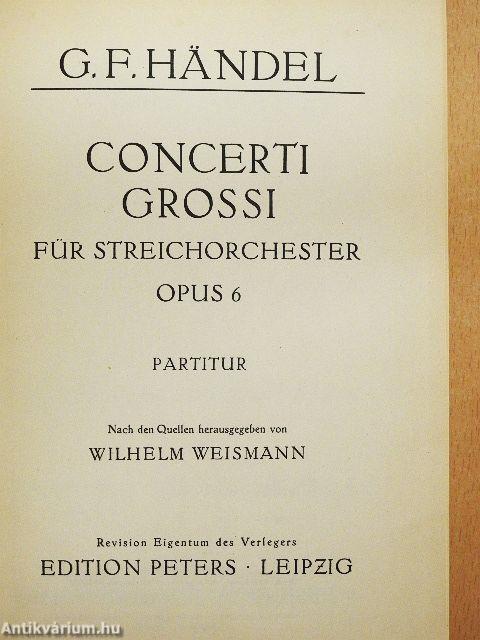 G. F. HÄNDEL
CONCERTI
GROSSI
FÜR STREICHORCHESTER
OPUS 6
PARTITUR
Nach den Quellen herausgegeben von
WILHELM WEISMANN
Revision Eigentum des Verlegers
EDITION PETERS · LEIPZIG
Antikvárium.hu